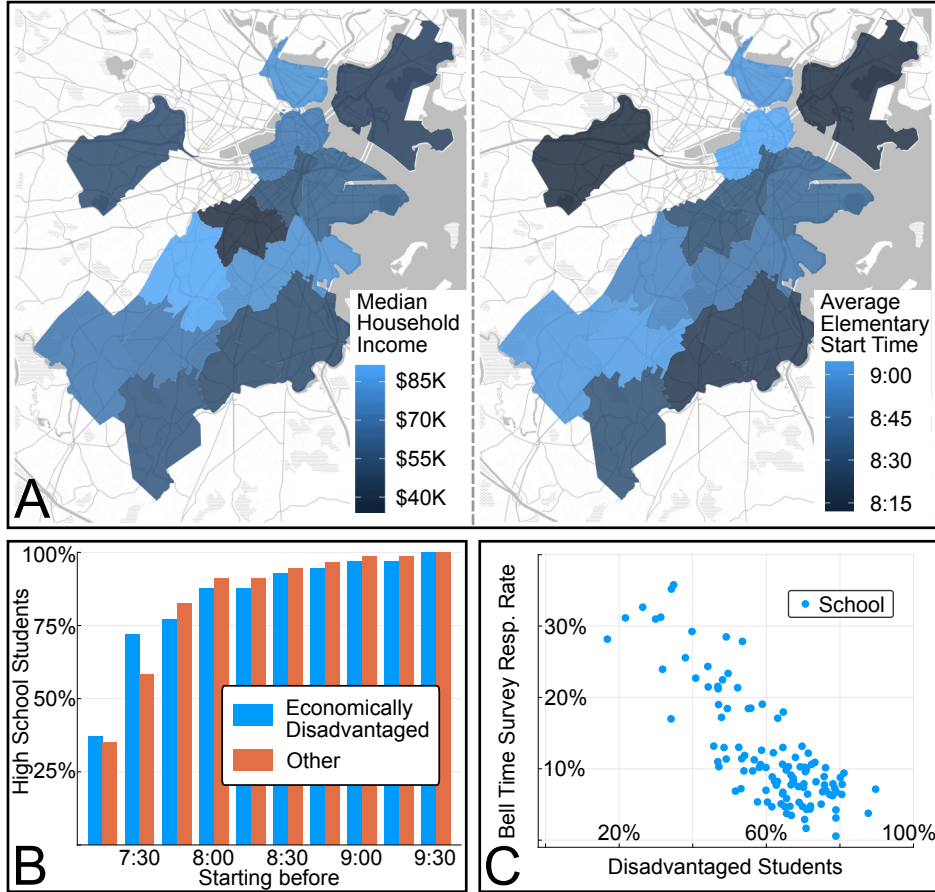 Median
Household
Income
$85K
$70K
$55K
$40K
A
Average
Elementary
Start Time
9:00
8:45
8:30
8:15
100%
75%
50%
25%
High School Students
Economically
Disadvantaged
Other
7:30 8:00 8:30 9:00 9:30
Starting before
B
Bell Time Survey Resp. Rate
30%
20%
10%
School
20% 60% 100%
Disadvantaged Students
C